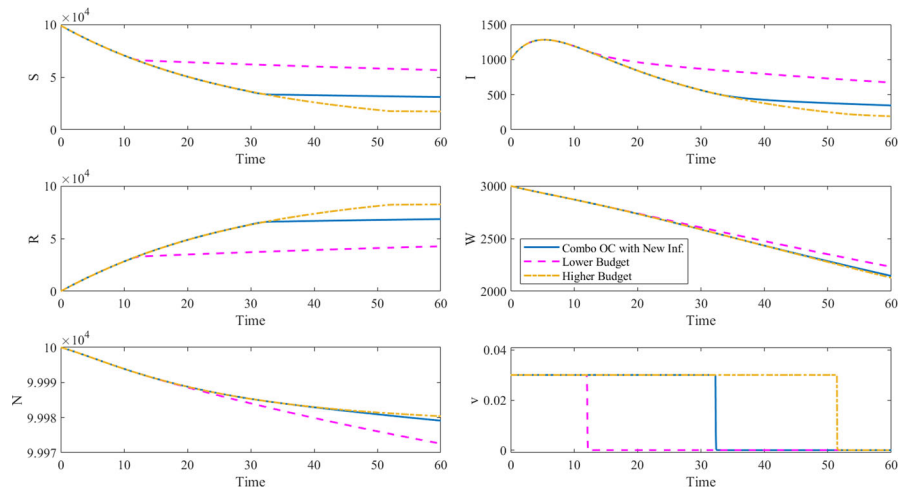 ×10⁴
10
5
0
S
0 10 20 30 40 50 60
Time
1500
1000
500
0
I
0 10 20 30 40 50 60
Time
×10⁴
10
5
0
R
0 10 20 30 40 50 60
Time
3000
2500
2000
W
Combo OC with New Inf.
Lower Budget
Higher Budget
0 10 20 30 40 50 60
Time
×10⁴
10
9.999
9.998
9.997
N
0 10 20 30 40 50 60
Time
0.04
0.02
0
v
0 10 20 30 40 50 60
Time